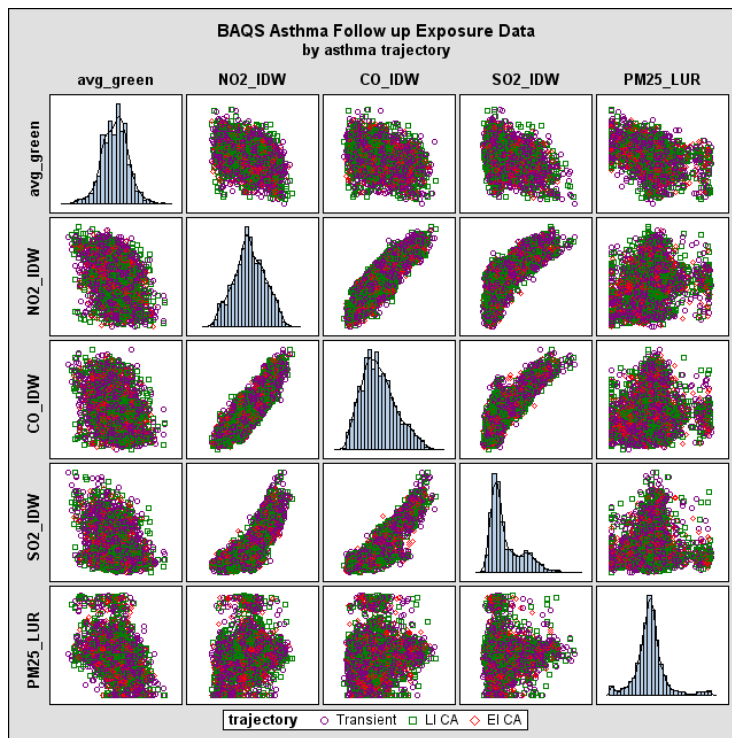 BAQS Asthma Follow up Exposure Data
by asthma trajectory
avg_green NO2_IDW CO_IDW SO2_IDW PM25_LUR
avg_green
NO2_IDW
CO_IDW
SO2_IDW
PM25_LUR
trajectory Transient LI CA EI CA